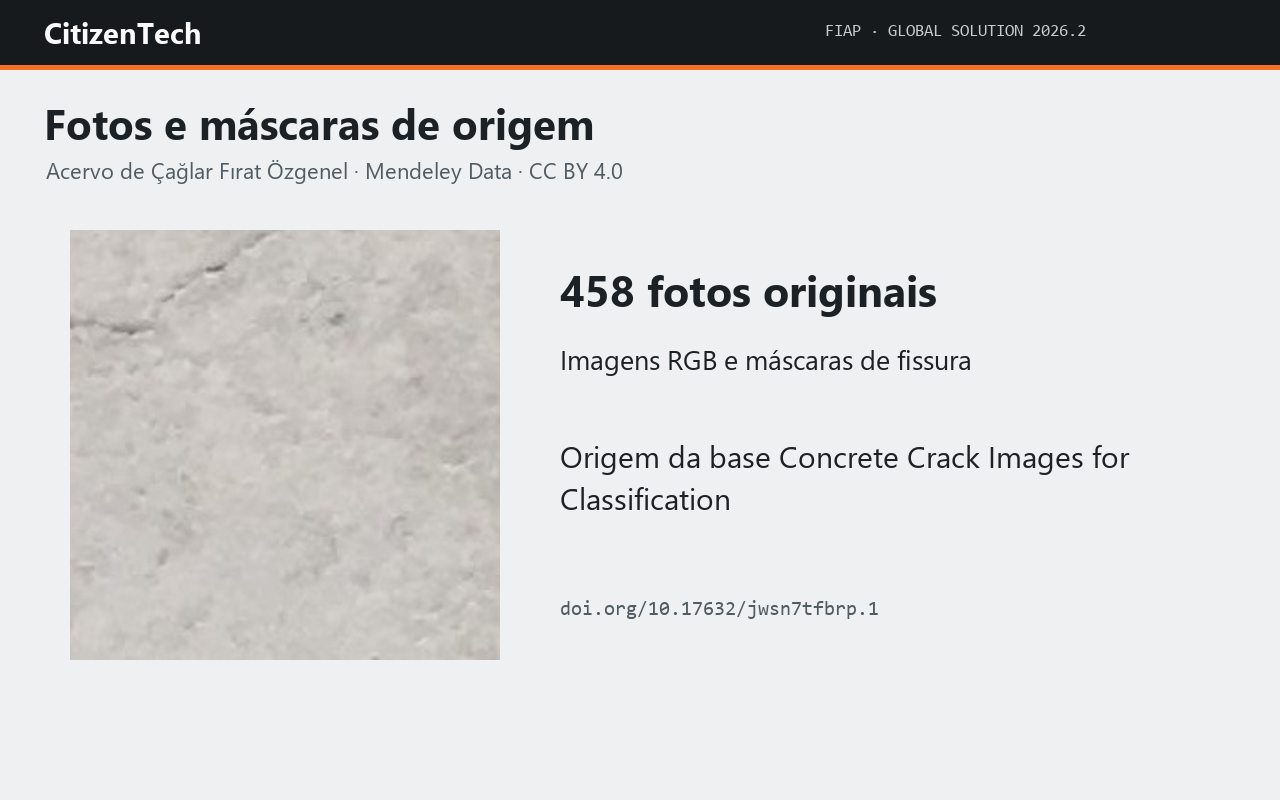 CitizenTech
FIAP · GLOBAL SOLUTION 2026.2
Fotos e máscaras de origem
Acervo de Çağlar Fırat Özgenel · Mendeley Data · CC BY 4.0
458 fotos originais
Imagens RGB e máscaras de fissura
Origem da base Concrete Crack Images for
Classification
doi.org/10.17632/jwsn7tfbrp.1